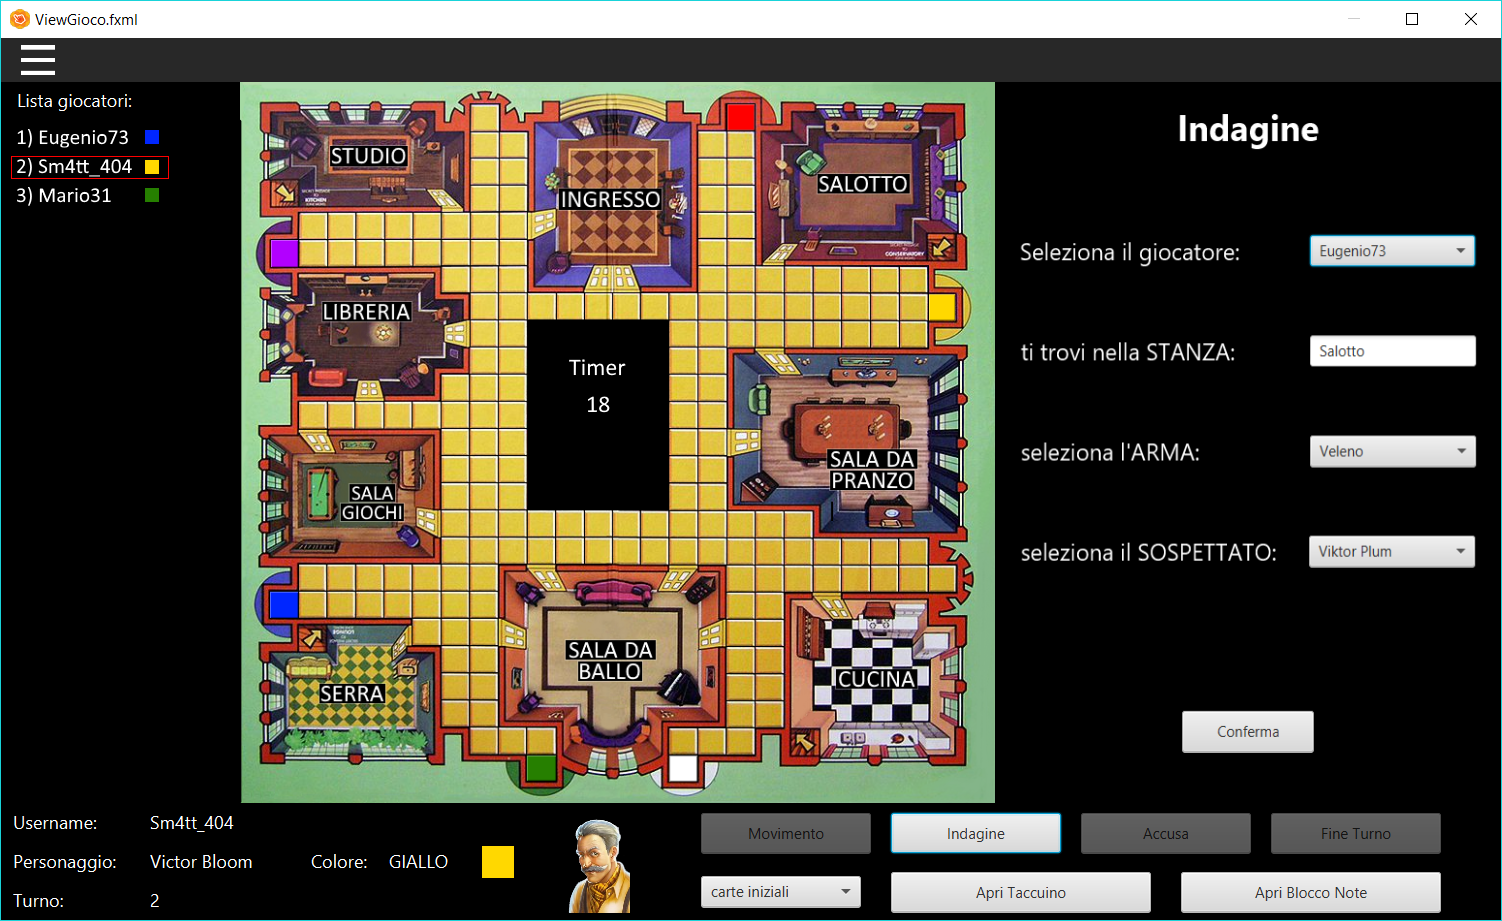 ViewGioco.fxml
Lista giocatori:
1) Eugenio73
2) Sm4tt_404
3) Mario31
STUDIO
INGRESSO
SALOTTO
LIBRERIA
Timer
18
SALA DA
PRANZO
SALA
GIOCHI
SALA DA
BALLO
SERRA
CUCINA
Indagine
Seleziona il giocatore:
Eugenio73
ti trovi nella STANZA:
Salotto
seleziona l'ARMA:
Veleno
seleziona il SOSPETTATO:
Viktor Plum
Conferma
Username: Sm4tt_404
Personaggio: Victor Bloom Colore: GIALLO
Turno: 2
Movimento Indagine Accusa Fine Turno
carte iniziali Apri Taccuino Apri Blocco Note